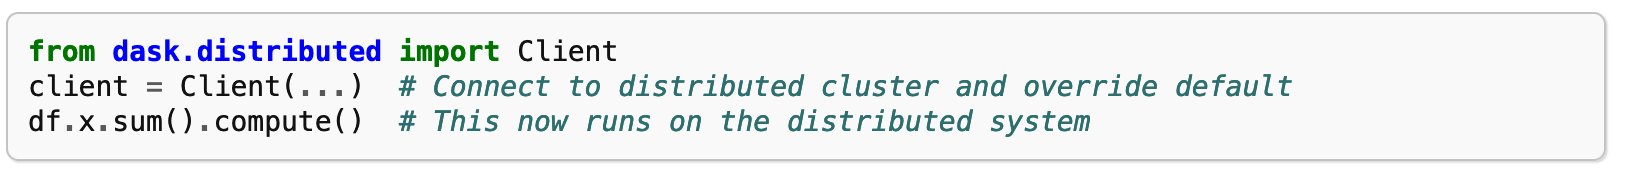 from dask.distributed import Client
client = Client(...)  # Connect to distributed cluster and override default
df.x.sum().compute()  # This now runs on the distributed system